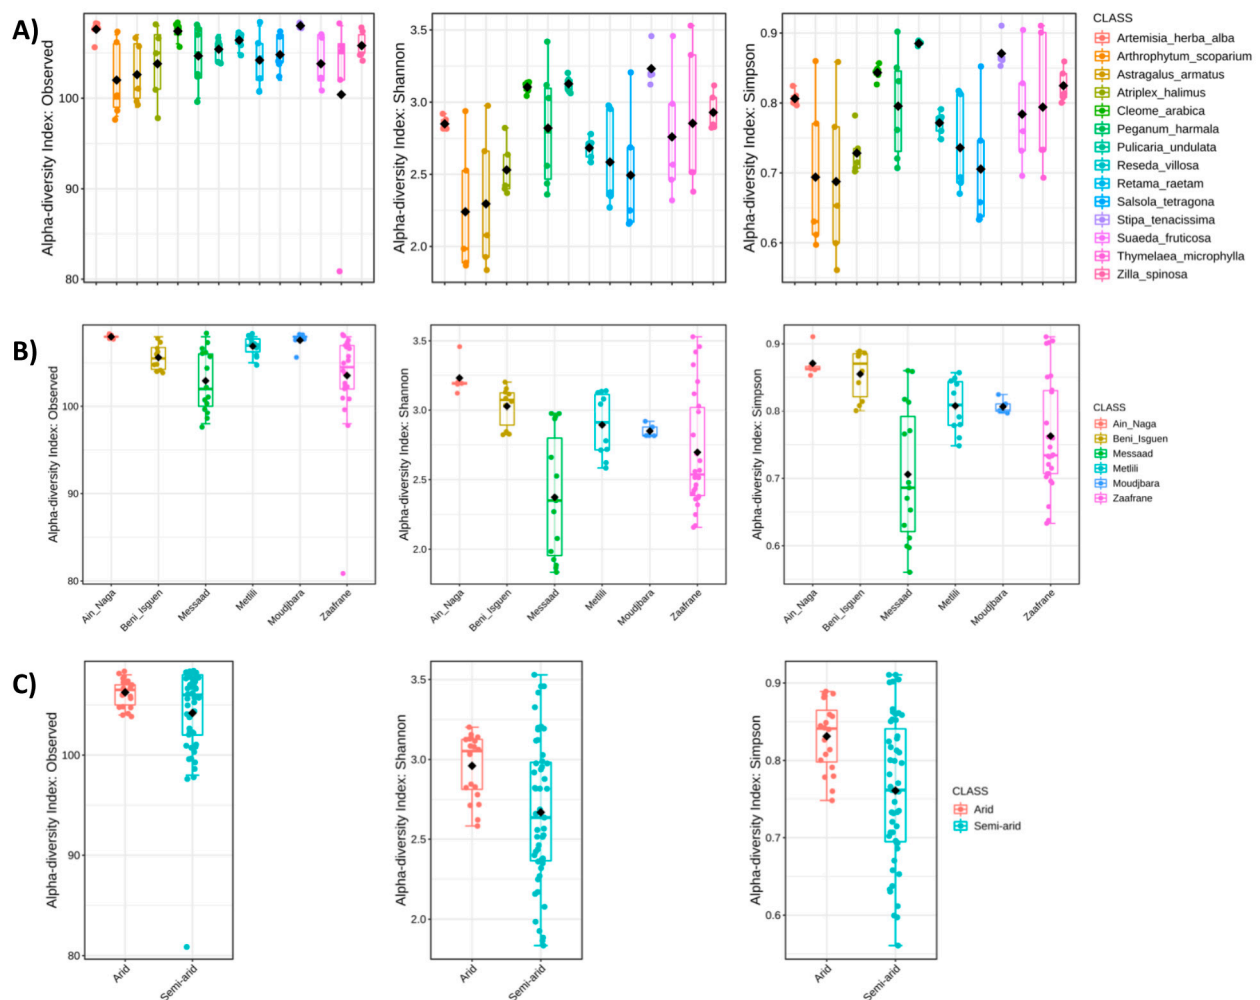 A)
Alpha-diversity Index: Observed
100
90
80
Alpha-diversity Index: Shannon
3.5
3.0
2.5
2.0
Alpha-diversity Index: Simpson
0.9
0.8
0.7
0.6
CLASS
Artemisia_herba_alba
Arthrophytum_scoparium
Astragalus_armatus
Atriplex_halimus
Cleome_arabica
Peganum_harmala
Pulicaria_undulata
Reseda_villosa
Retama_raetam
Salsola_tetragona
Stipa_tenacissima
Suaeda_fruticosa
Thymelaea_microphylla
Zilla_spinosa
B)
Alpha-diversity Index: Observed
100
90
80
Ain_Naga
Beni_Isguen
Messaad
Metlili
Moudjbara
Zaafrane
Alpha-diversity Index: Shannon
3.5
3.0
2.5
2.0
Ain_Naga
Beni_Isguen
Messaad
Metlili
Moudjbara
Zaafrane
Alpha-diversity Index: Simpson
0.9
0.8
0.7
0.6
Ain_Naga
Beni_Isguen
Messaad
Metlili
Moudjbara
Zaafrane
CLASS
Ain_Naga
Beni_Isguen
Messaad
Metlili
Moudjbara
Zaafrane
C)
Alpha-diversity Index: Observed
100
90
80
Arid
Semi-arid
Alpha-diversity Index: Shannon
3.5
3.0
2.5
2.0
Arid
Semi-arid
Alpha-diversity Index: Simpson
0.9
0.8
0.7
0.6
Arid
Semi-arid
CLASS
Arid
Semi-arid